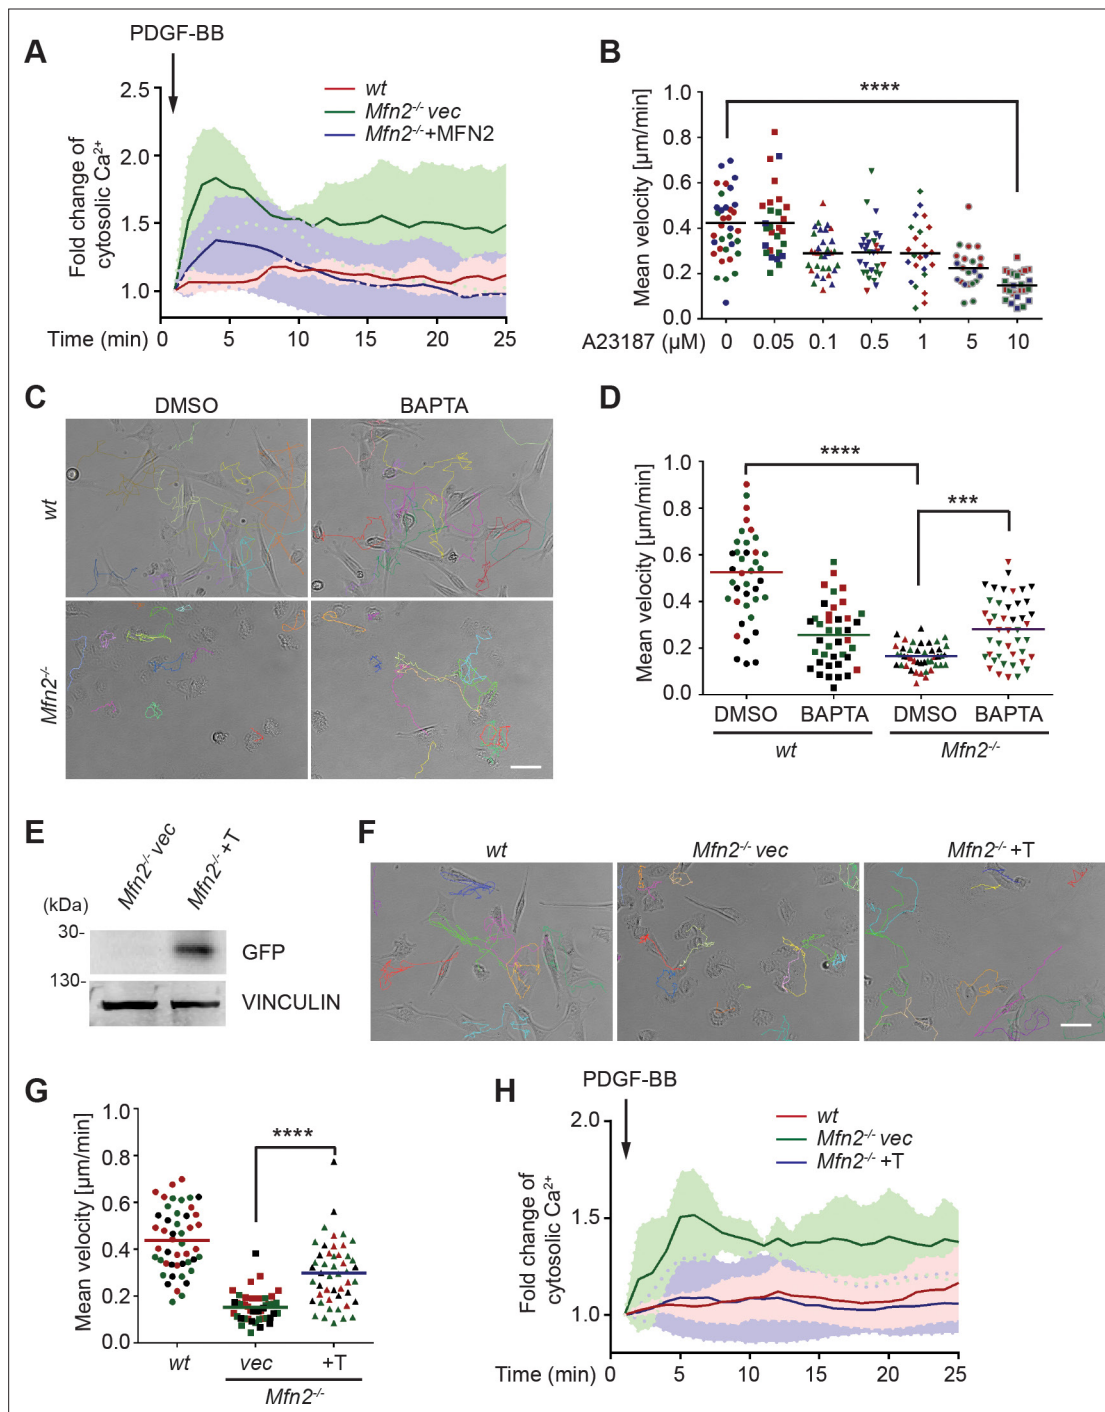 A
PDGF-BB
wt
Mfn2-/- vec
Mfn2-/- +MFN2
Fold change of
cytosolic Ca2+
2.5
2.0
1.5
1.0
Time (min) 0 5 10 15 20 25
B
****
Mean velocity [µm/min]
1.0
0.8
0.6
0.4
0.2
0.0
A23187 (µM) 0 0.05 0.1 0.5 1 5 10
C
DMSO BAPTA
wt
Mfn2-/-
D
**** 
***
Mean velocity [µm/min]
1.0
0.8
0.6
0.4
0.2
0.0
DMSO BAPTA DMSO BAPTA
wt Mfn2-/-
E
Mfn2-/- vec Mfn2-/- +T
(kDa)
30-
GFP
130-
VINCULIN
F
wt Mfn2-/- vec Mfn2-/- +T
G
****
Mean velocity [µm/min]
1.0
0.8
0.6
0.4
0.2
0.0
wt vec +T
Mfn2-/-
H
PDGF-BB
wt
Mfn2-/- vec
Mfn2-/- +T
Fold change of
cytosolic Ca2+
2.0
1.5
1.0
Time (min) 0 5 10 15 20 25